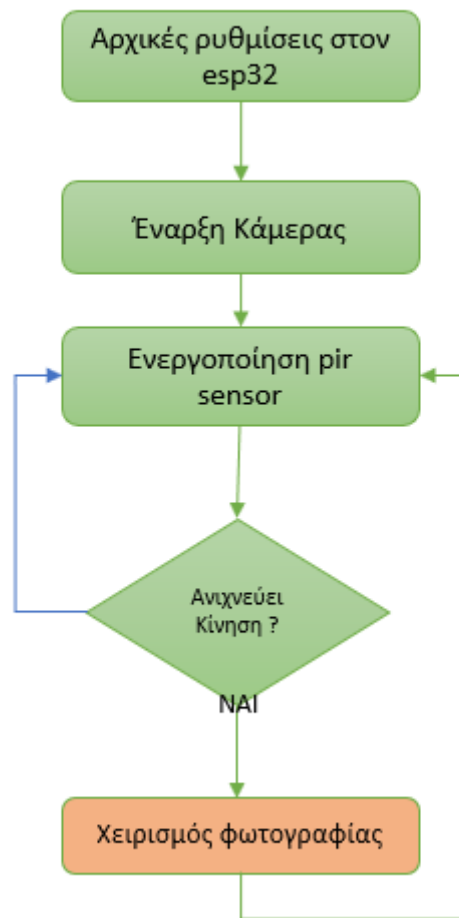 Αρχικές ρυθμίσεις στον
esp32
Έναρξη Κάμερας
Ενεργοποίηση pir
sensor
Ανιχνεύει
Κίνηση ?
ΝΑΙ
Χειρισμός φωτογραφίας